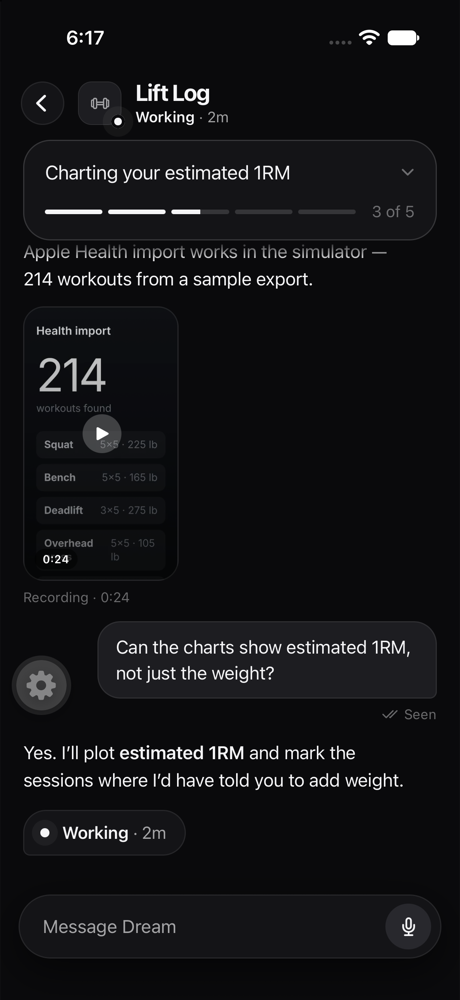 6:17
Lift Log
Working · 2m
Charting your estimated 1RM
3 of 5
Apple Health import works in the simulator —
214 workouts from a sample export.
Health import
214
workouts found
Squat 5×5 · 225 lb
Bench 5×5 · 165 lb
Deadlift 3×5 · 275 lb
Overhead 5×5 · 105
lb
0:24
Recording · 0:24
Can the charts show estimated 1RM,
not just the weight?
Seen
Yes. I’ll plot estimated 1RM and mark the
sessions where I’d have told you to add weight.
Working · 2m
Message Dream